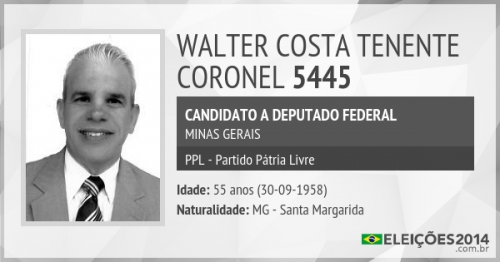 WALTER COSTA TENENTE
CORONEL 5445
CANDIDATO A DEPUTADO FEDERAL
MINAS GERAIS
PPL - Partido Pátria Livre
Idade: 55 anos (30-09-1958)
Naturalidade: MG - Santa Margarida
ELEIÇÕES2014
.com.br